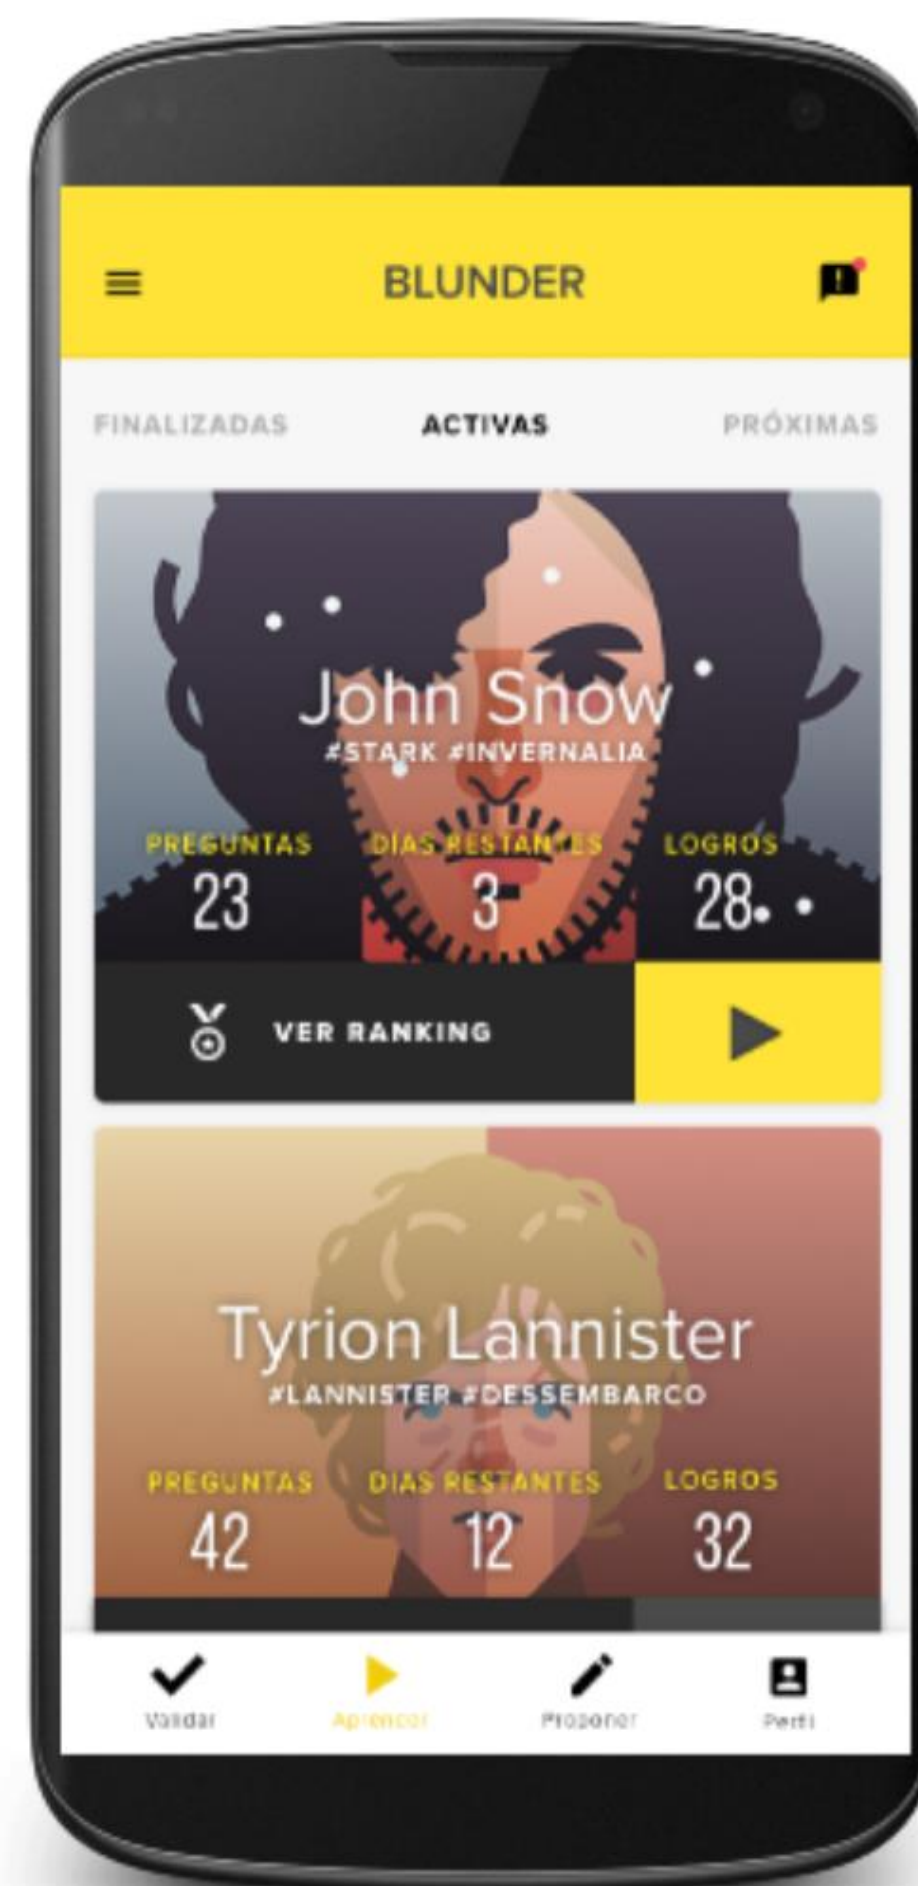 BLUNDER
FINALIZADAS ACTIVAS PRÓXIMAS
John Snow
#STARK #INVERNALIA
PREGUNTAS DÍAS RESTANTES LOGROS
23 3 28
VER RANKING
Tyrion Lannister
#LANNISTER #DESSEMBARCO
PREGUNTAS DIAS RESTANTES LOGROS
42 12 32
Validar Aprender Proponer Perfil